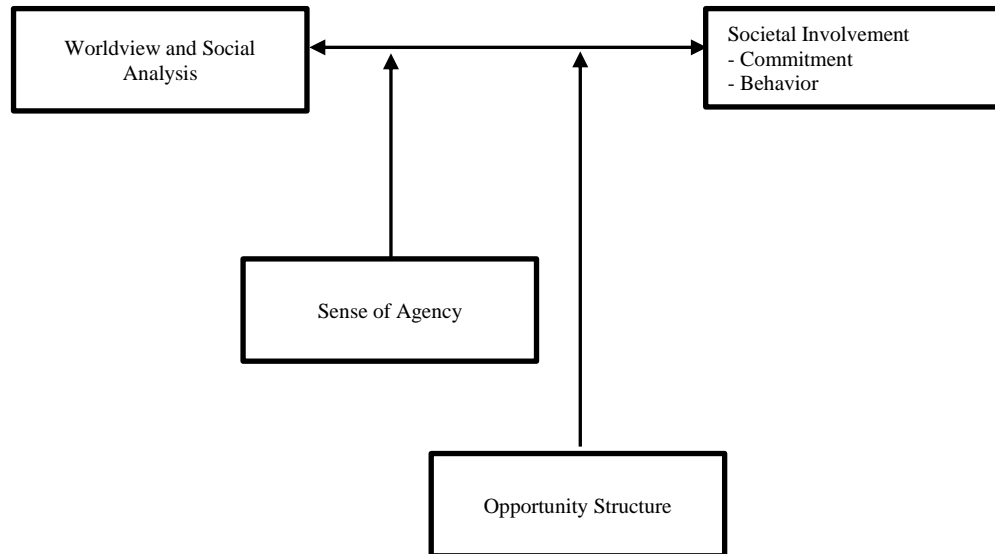 Worldview and Social
Analysis
Societal Involvement
- Commitment
- Behavior
Sense of Agency
Opportunity Structure